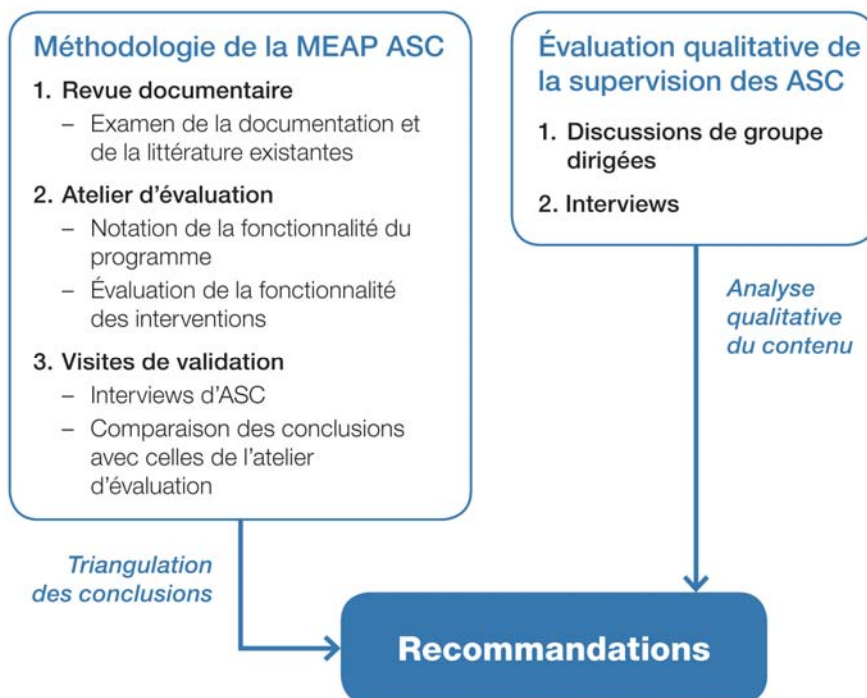 Méthodologie de la MEAP ASC
1. Revue documentaire
– Examen de la documentation et
de la littérature existantes
2. Atelier d’évaluation
– Notation de la fonctionnalité du
programme
– Évaluation de la fonctionnalité
des interventions
3. Visites de validation
– Interviews d’ASC
– Comparaison des conclusions
avec celles de l’atelier
d’évaluation
Évaluation qualitative de
la supervision des ASC
1. Discussions de groupe
dirigées
2. Interviews
Analyse
qualitative
du contenu
Triangulation
des conclusions
Recommandations